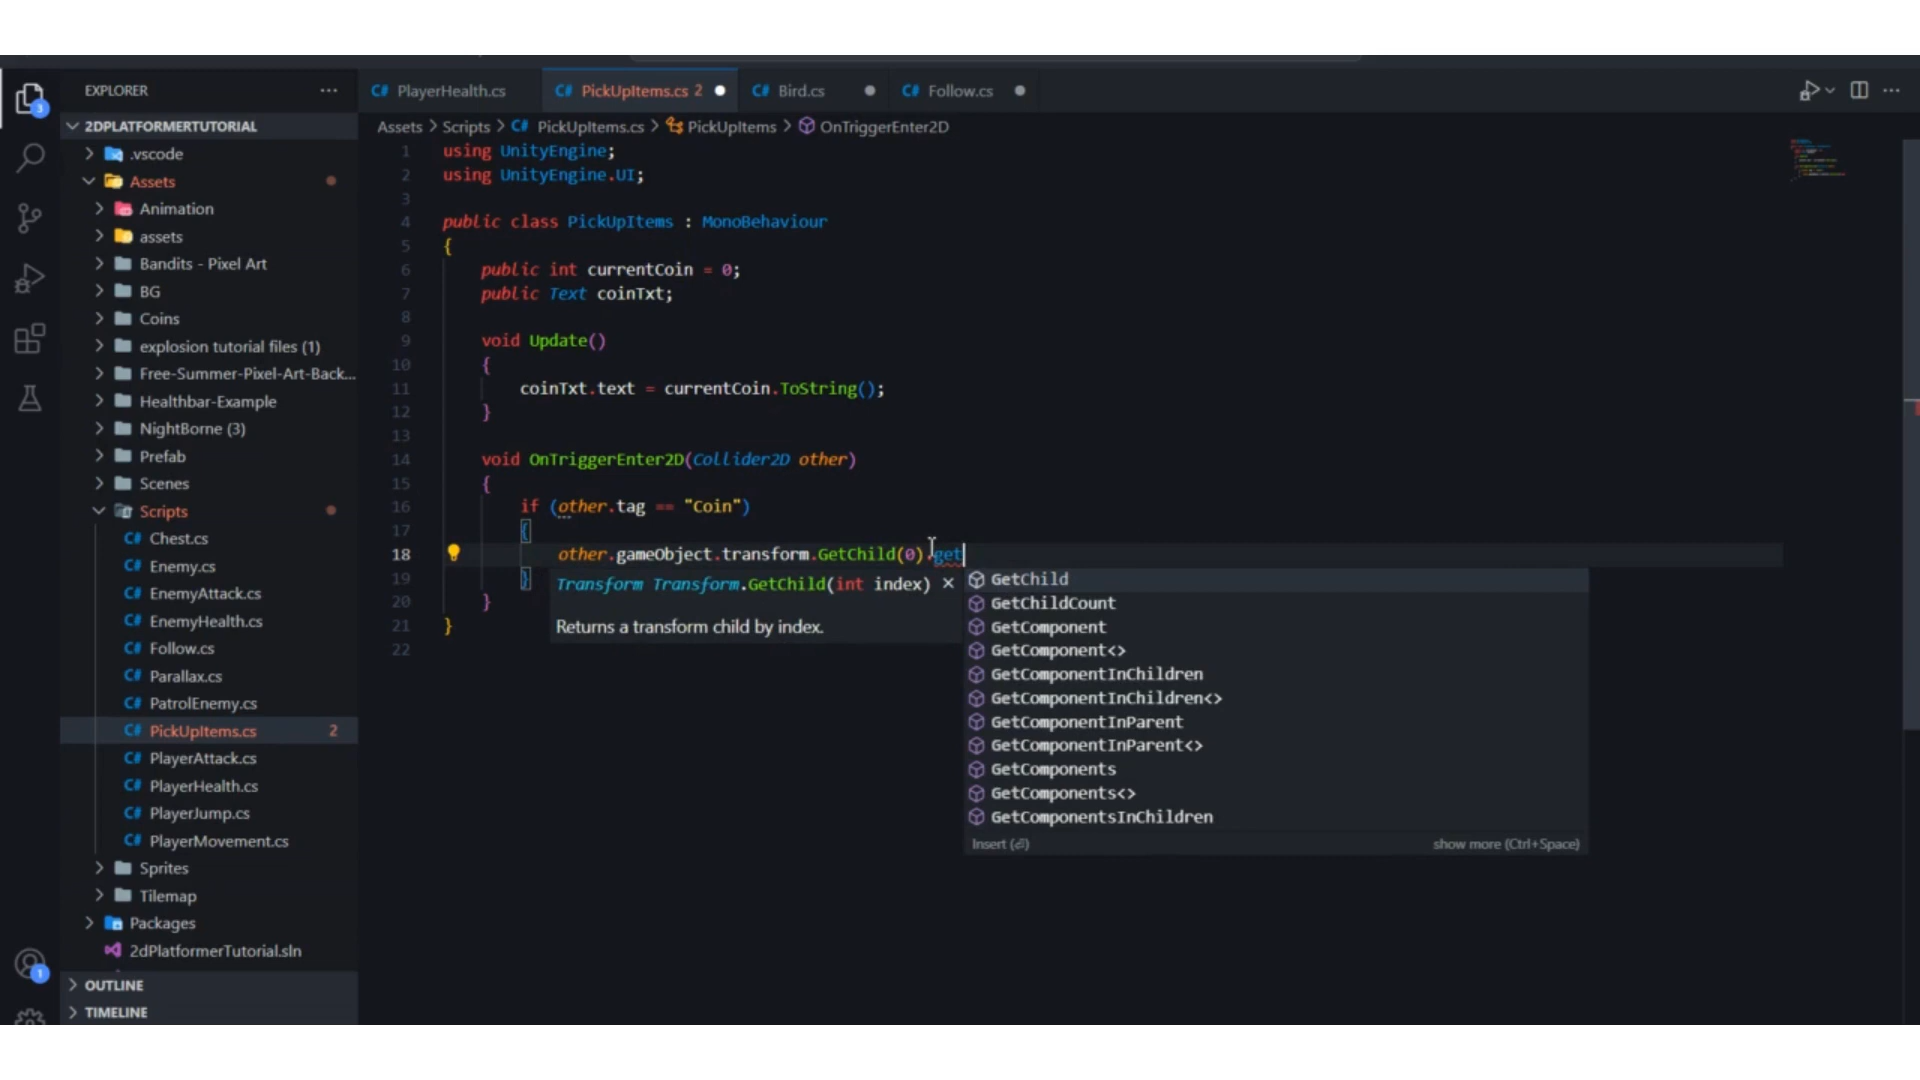 EXPLORER
PlayerHealth.cs
PickUpItems.cs 2
Bird.cs
Follow.cs
2DPLATFORMERTUTORIAL
Assets > Scripts > C# PickUpItems.cs > PickUpItems > OnTriggerEnter2D
.vscode
Assets
Animation
assets
Bandits - Pixel Art
BG
Coins
explosion tutorial files (1)
Free-Summer-Pixel-Art-Back...
Healthbar-Example
NightBorne (3)
Prefab
Scenes
Scripts
C# Chest.cs
C# Enemy.cs
C# EnemyAttack.cs
C# EnemyHealth.cs
C# Follow.cs
C# Parallax.cs
C# PatrolEnemy.cs
C# PickUpItems.cs 2
C# PlayerAttack.cs
C# PlayerHealth.cs
C# PlayerJump.cs
C# PlayerMovement.cs
Sprites
Tilemap
Packages
2dPlatformerTutorial.sln
OUTLINE
TIMELINE
1 using UnityEngine;
2 using UnityEngine.UI;
3
4 public class PickUpItems : MonoBehaviour
5 {
6 public int currentCoin = 0;
7 public Text coinTxt;
8
9 void Update()
10 {
11 coinTxt.text = currentCoin.ToString();
12 }
13
14 void OnTriggerEnter2D(Collider2D other)
15 {
16 if (other.tag == "Coin")
17 {
18 other.gameObject.transform.GetChild(0).get
19 }
20 }
21 }
22
Transform Transform.GetChild(int index) ×
Returns a transform child by index.
GetChild
GetChildCount
GetComponent
GetComponent<>
GetComponentInChildren
GetComponentInChildren<>
GetComponentInParent
GetComponentInParent<>
GetComponents
GetComponents<>
GetComponentsInChildren
Insert (⏎)
show more (Ctrl+Space)
3
1